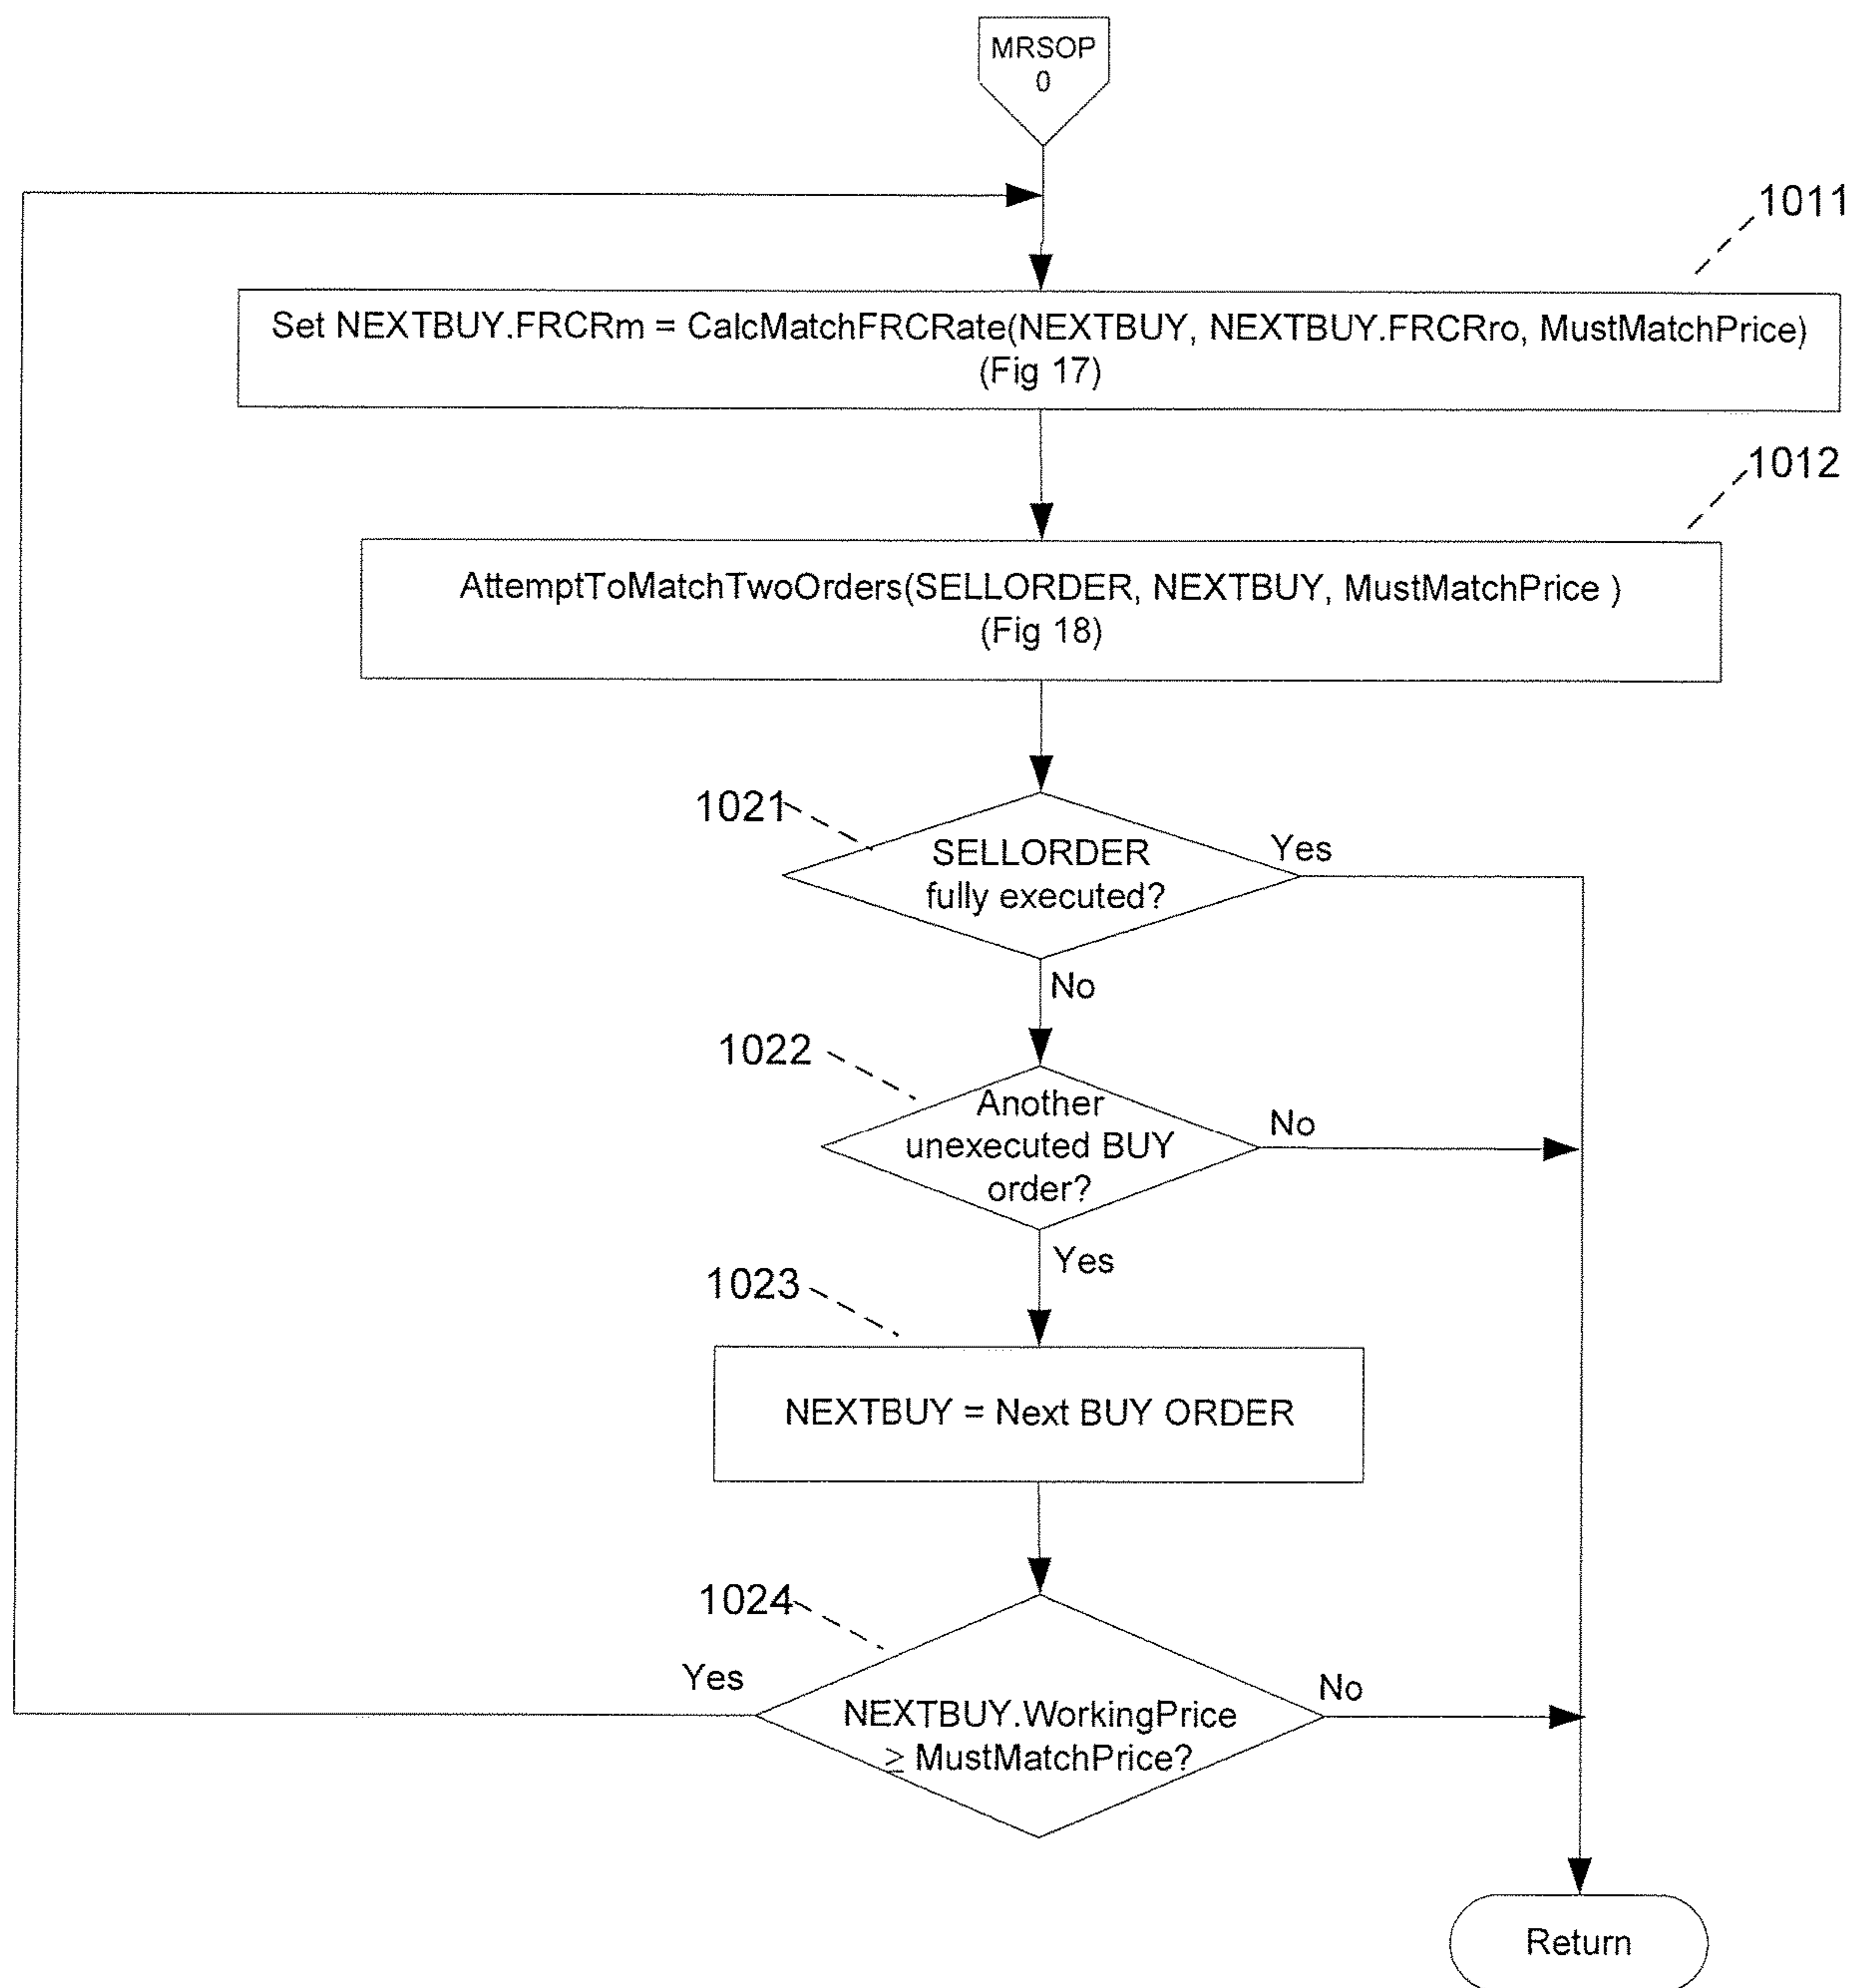 MRSOP
0
1011
Set NEXTBUY.FRCRm = CalcMatchFRCRate(NEXTBUY, NEXTBUY.FRCRro, MustMatchPrice)
(Fig 17)
1012
AttemptToMatchTwoOrders(SELLORDER, NEXTBUY, MustMatchPrice )
(Fig 18)
1021
SELLORDER
fully executed?
Yes
No
1022
Another
unexecuted BUY
order?
No
Yes
1023
NEXTBUY = Next BUY ORDER
1024
Yes
NEXTBUY.WorkingPrice
≥ MustMatchPrice?
No
Return